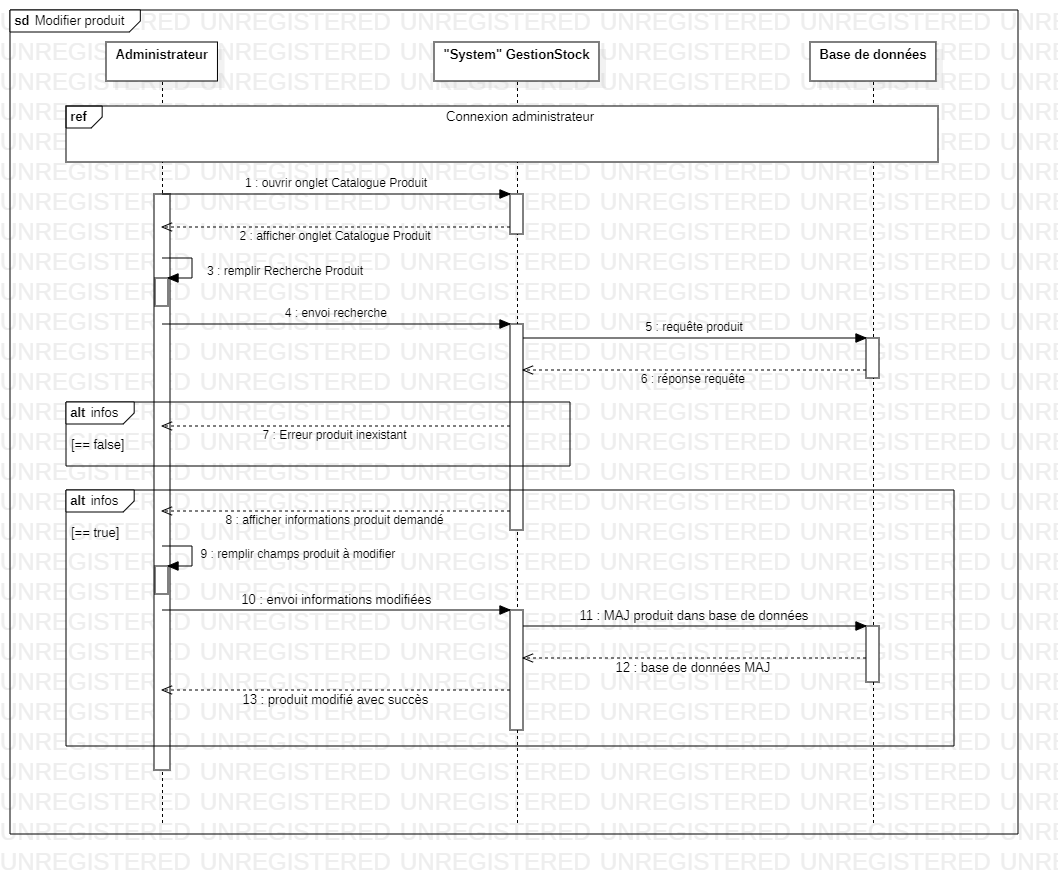 sd Modifier produit
Administrateur
"System" GestionStock
Base de données
ref
Connexion administrateur
1 : ouvrir onglet Catalogue Produit
2 : afficher onglet Catalogue Produit
3 : remplir Recherche Produit
4 : envoi recherche
5 : requête produit
6 : réponse requête
alt infos
7 : Erreur produit inexistant
[== false]
alt infos
8 : afficher informations produit demandé
[== true]
9 : remplir champs produit à modifier
10 : envoi informations modifiées
11 : MAJ produit dans base de données
12 : base de données MAJ
13 : produit modifié avec succès
UNREGISTERED UNREGISTERED UNREGISTERED UNREGISTERED UNREGISTERED UNRE